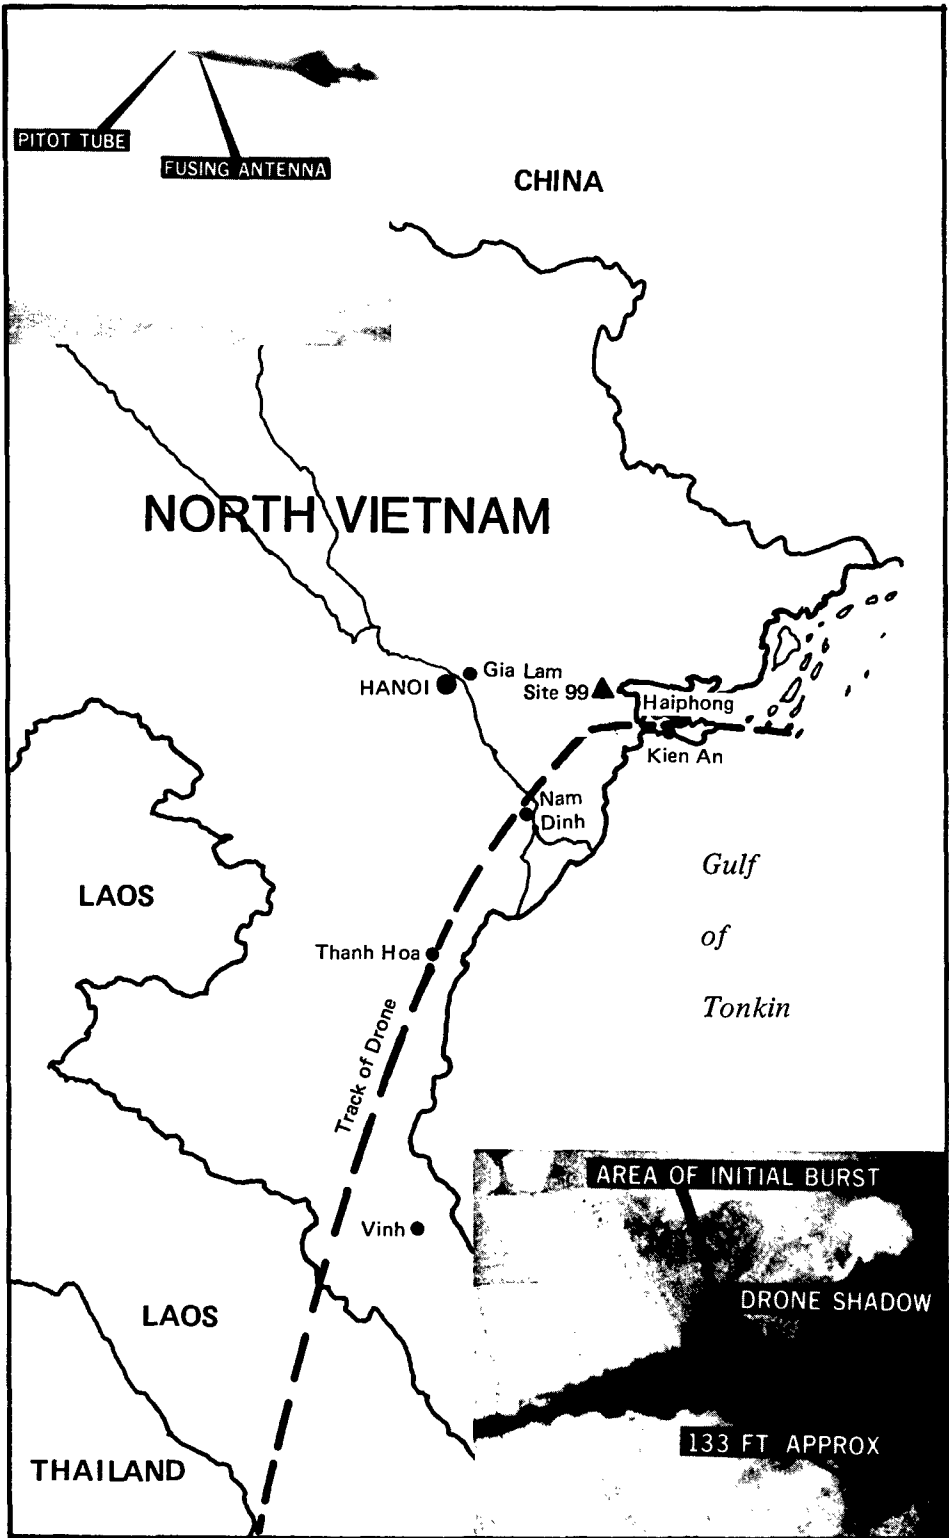 PITOT TUBE
FUSING ANTENNA
CHINA
NORTH VIETNAM
Gia Lam
HANOI
Site 99
Haiphong
Kien An
Nam
Dinh
Gulf
of
Tonkin
LAOS
Thanh Hoa
Track of Drone
Vinh
LAOS
THAILAND
AREA OF INITIAL BURST
DRONE SHADOW
133 FT APPROX